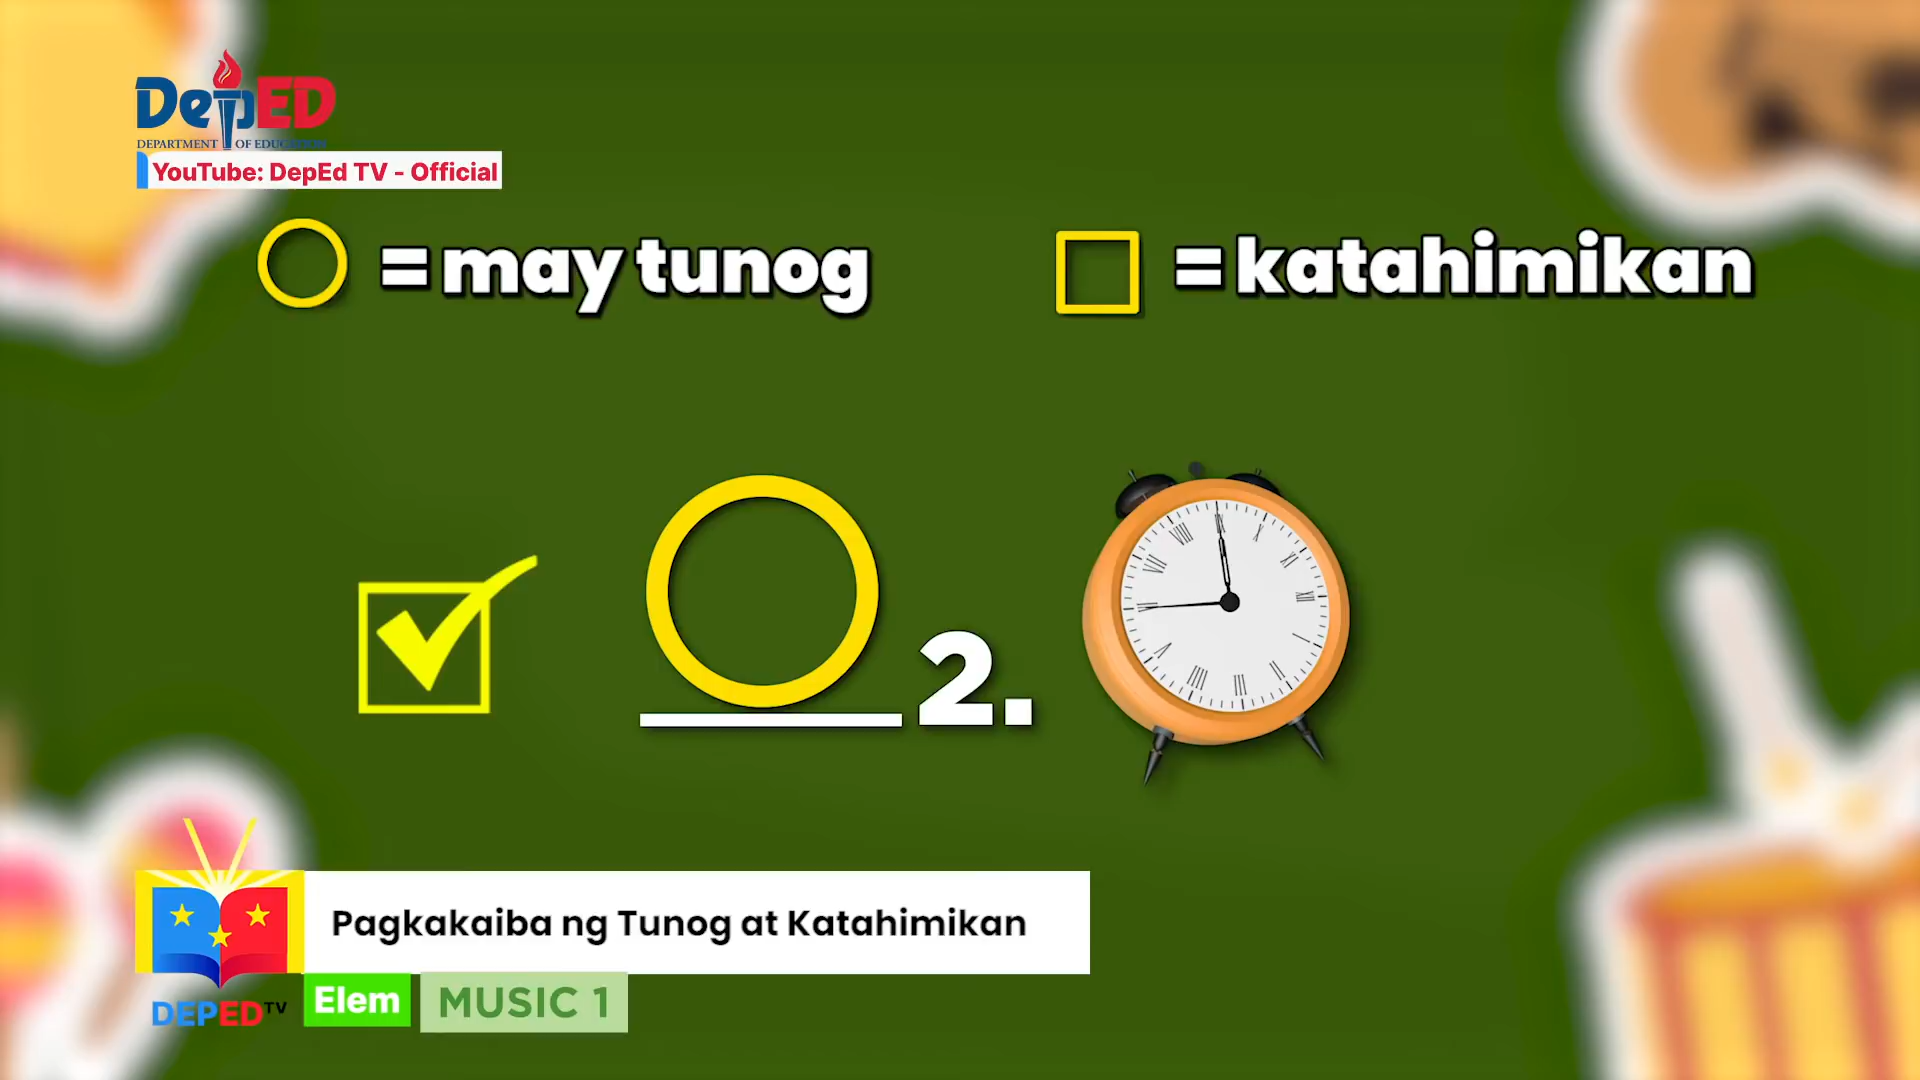 DepED
DEPARTMENT OF EDUCATION
YouTube: DepEd TV - Official
= may tunog
= katahimikan
2.
Pagkakaiba ng Tunog at Katahimikan
DEPED TV
Elem
MUSIC 1